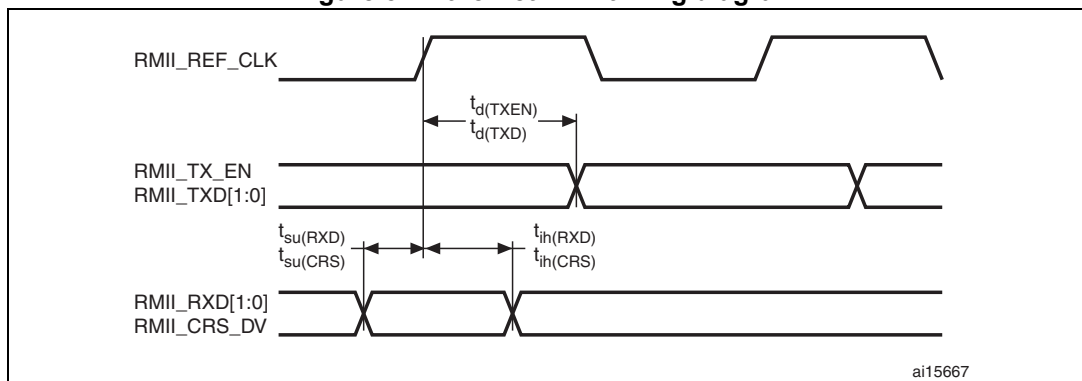 RMII_REF_CLK
td(TXEN)
td(TXD)
RMII_TX_EN
RMII_TXD[1:0]
tsu(RXD)
tsu(CRS)
tih(RXD)
tih(CRS)
RMII_RXD[1:0]
RMII_CRS_DV
ai15667